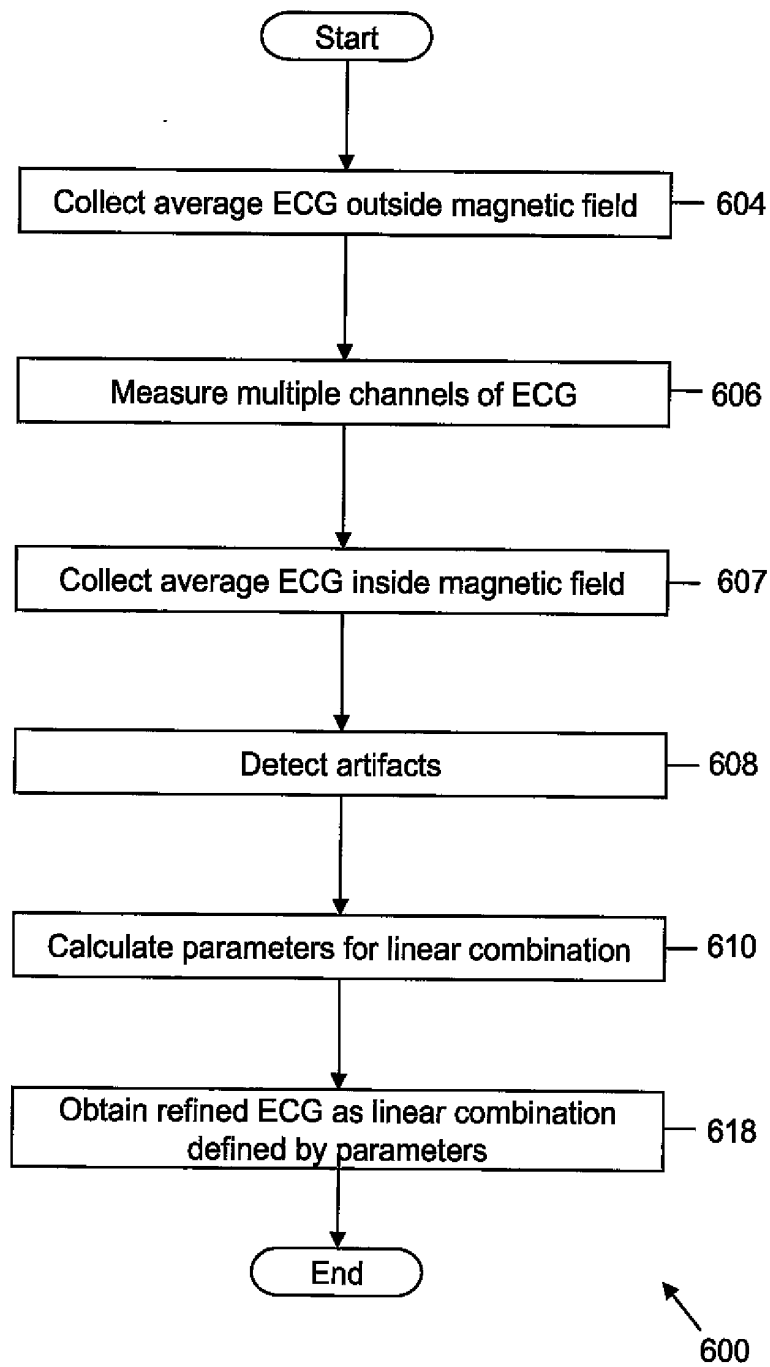 Start
Collect average ECG outside magnetic field
604
Measure multiple channels of ECG
606
Collect average ECG inside magnetic field
607
Detect artifacts
608
Calculate parameters for linear combination
610
Obtain refined ECG as linear combination
defined by parameters
618
End
600